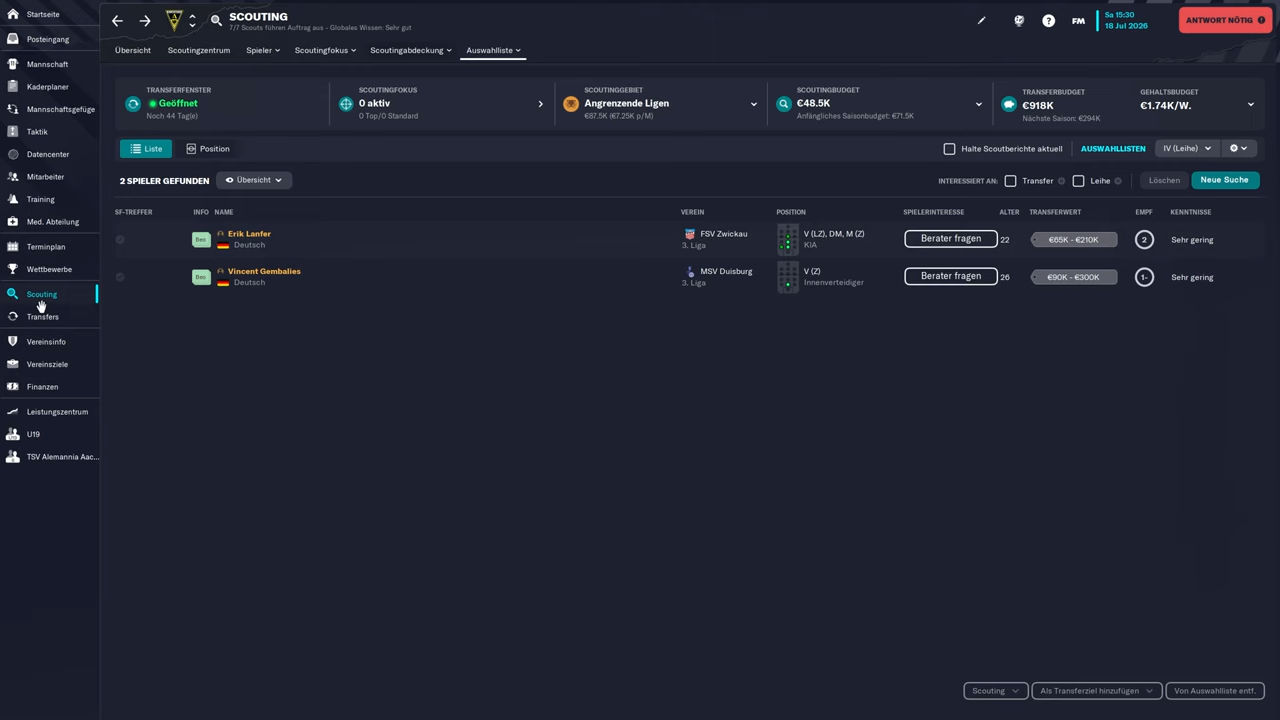 Startseite
Posteingang
Mannschaft
Kaderplaner
Mannschaftsgefüge
Taktik
Datencenter
Mitarbeiter
Training
Med. Abteilung
Terminplan
Wettbewerbe
Scouting
Transfers
Vereinsinfo
Vereinsziele
Finanzen
Leistungszentrum
U19
TSV Alemannia Aac...
SCOUTING
7/7 Scouts führen Auftrag aus - Globales Wissen: Sehr gut
FM
Sa 15:30
18 Jul 2026
ANTWORT NÖTIG
Übersicht
Scoutingzentrum
Spieler
Scoutingfokus
Scoutingabdeckung
Auswahlliste
TRANSFERFENSTER
Geöffnet
Noch 44 Tag(e)
SCOUTINGFOKUS
0 aktiv
0 Top/0 Standard
SCOUTINGGEBIET
Angrenzende Ligen
€87.5K (€7.25K p/M)
SCOUTINGBUDGET
€48.5K
Anfängliches Saisonbudget: €71.5K
TRANSFERBUDGET
€918K
Nächste Saison: €294K
GEHALTSBUDGET
€1.74K/W.
Liste
Position
Halte Scoutberichte aktuell
AUSWAHLLISTEN
IV (Leihe)
2 SPIELER GEFUNDEN
Übersicht
INTERESSIERT AN:
Transfer
Leihe
Löschen
Neue Suche
SF-TREFFER INFO NAME VEREIN POSITION SPIELERINTERESSE ALTER TRANSFERWERT EMPF KENNTNISSE
Beo Erik Lanfer FSV Zwickau V (LZ), DM, M (Z) Berater fragen 22 €65K - €210K 2 Sehr gering
Deutsch 3. Liga KIA
Beo Vincent Gembalies MSV Duisburg V (Z) Berater fragen 26 €90K - €300K 1- Sehr gering
Deutsch 3. Liga Innenverteidiger
Scouting
Als Transferziel hinzufügen
Von Auswahlliste entf.